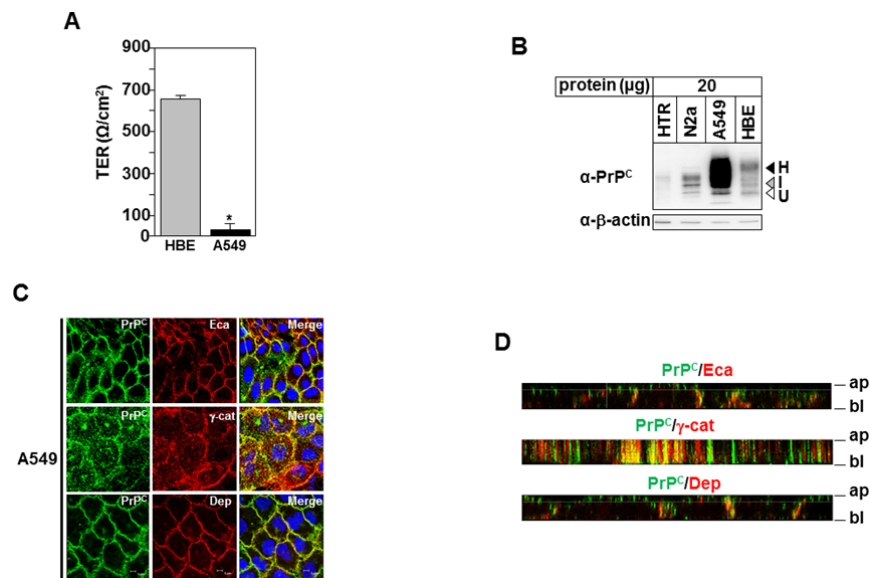 A
900
700
600
300
100
0
TER (Ω/cm²)
*
HBE A549
B
protein (µg) 20
HTR N2a A549 HBE
α-PrPᶜ
H
I
U
α-β-actin
C
A549
PrPᶜ Eca Merge
PrPᶜ γ-cat Merge
PrPᶜ Dep Merge
D
PrPᶜ/Eca
ap
bl
PrPᶜ/γ-cat
ap
bl
PrPᶜ/Dep
ap
bl